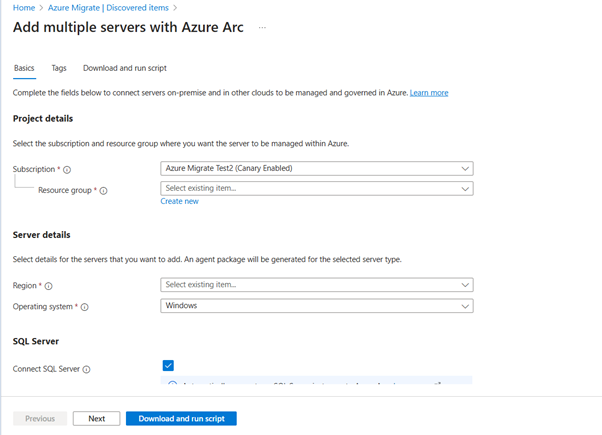 Home > Azure Migrate | Discovered items >
Add multiple servers with Azure Arc ...
Basics Tags Download and run script
Complete the fields below to connect servers on-premise and in other clouds to be managed and governed in Azure. Learn more
Project details
Select the subscription and resource group where you want the server to be managed within Azure.
Subscription * Azure Migrate Test2 (Canary Enabled)
Resource group * Select existing item...
Create new
Server details
Select details for the servers that you want to add. An agent package will be generated for the selected server type.
Region * Select existing item...
Operating system * Windows
SQL Server
Connect SQL Server
Previous Next Download and run script